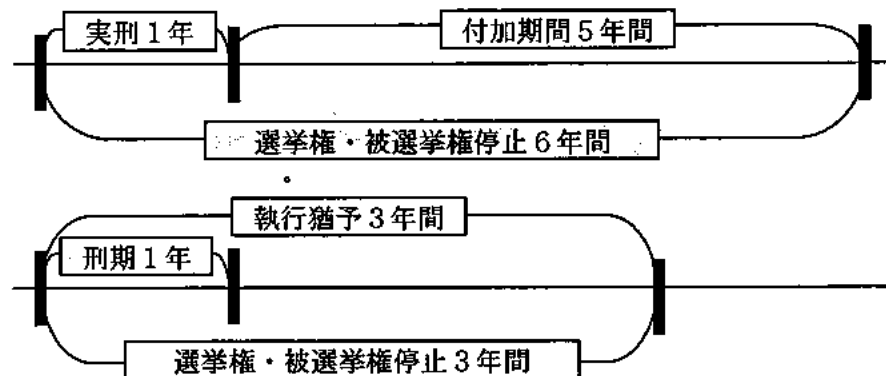 実刑1年
付加期間5年間
選挙権・被選挙権停止6年間
執行猶予3年間
刑期1年
選挙権・被選挙権停止3年間